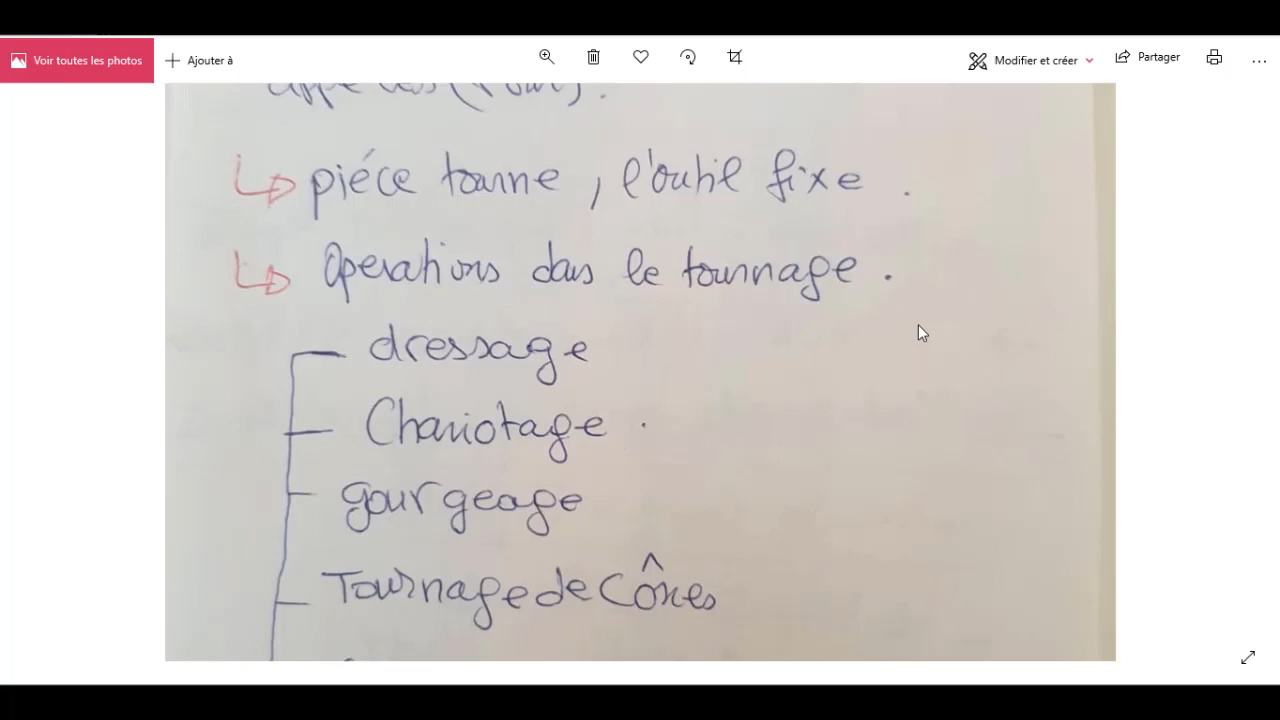 Voir toutes les photos
Ajouter à
Modifier et créer
Partager
piéce tourne, l'outil fixe.
Operations dans le tournage.
dressage
Chariotage.
gourgeage
Tournage de Cônes